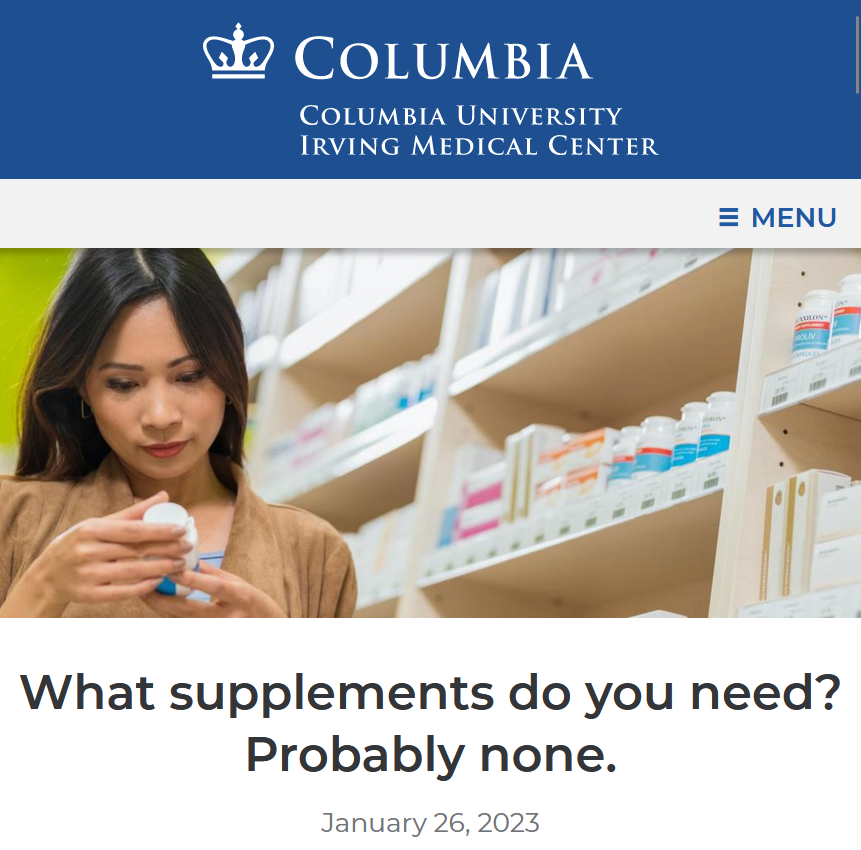 COLUMBIA
COLUMBIA UNIVERSITY
IRVING MEDICAL CENTER
MENU
What supplements do you need?
Probably none.
January 26, 2023